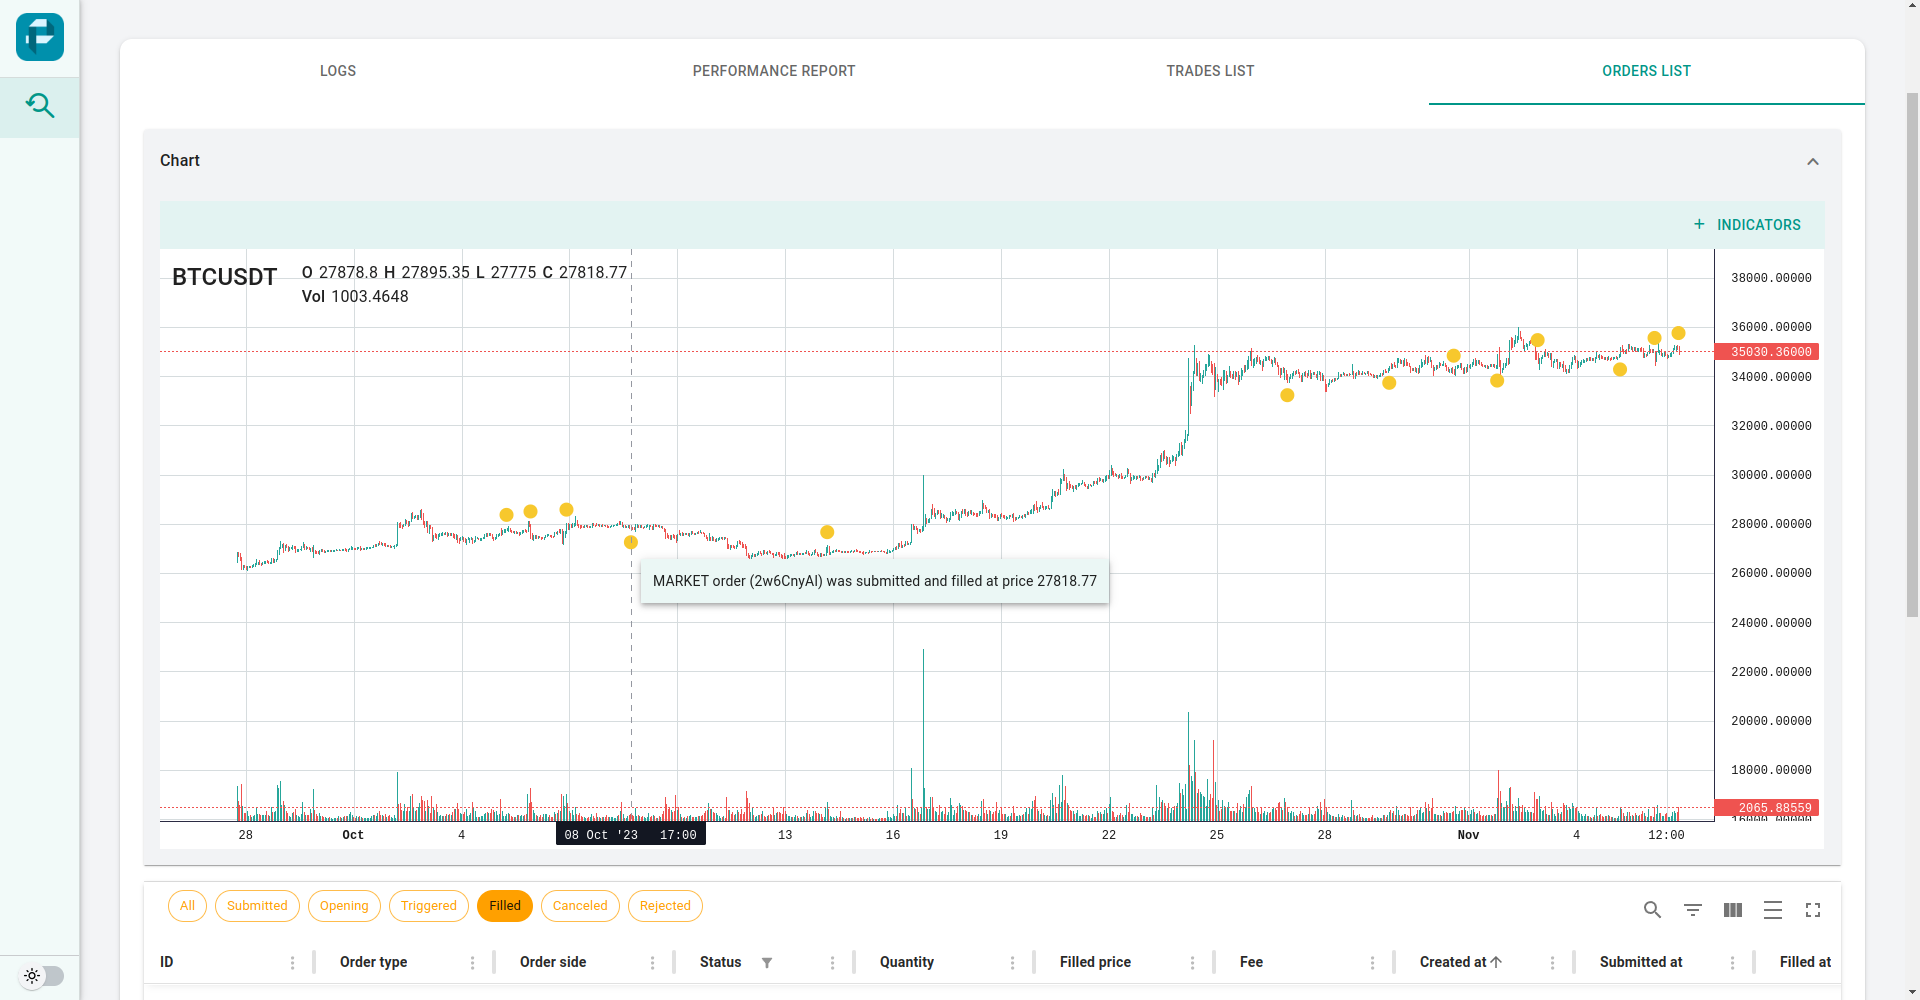 LOGS
PERFORMANCE REPORT
TRADES LIST
ORDERS LIST
Chart
+ INDICATORS
BTCUSDT
O 27878.8 H 27895.35 L 27775 C 27818.77
Vol 1003.4648
38000.00000
36000.00000
35030.36000
34000.00000
32000.00000
30000.00000
28000.00000
MARKET order (2w6CnyAI) was submitted and filled at price 27818.77
26000.00000
24000.00000
22000.00000
20000.00000
18000.00000
2065.88559
16000.00000
28 Oct 4 08 Oct '23 17:00 13 16 19 22 25 28 Nov 4 12:00
All Submitted Opening Triggered Filled Canceled Rejected
ID Order type Order side Status Quantity Filled price Fee Created at Submitted at Filled at